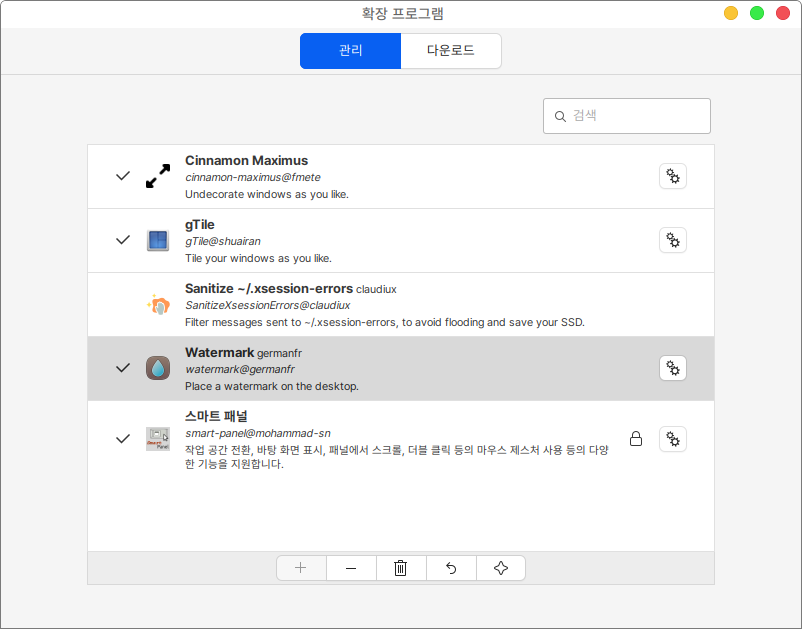 확장 프로그램
관리
다운로드
검색
Cinnamon Maximus
cinnamon-maximus@fmete
Undecorate windows as you like.
gTile
gTile@shuairan
Tile your windows as you like.
Sanitize ~/.xsession-errors claudiux
SanitizeXsessionErrors@claudiux
Filter messages sent to ~/.xsession-errors, to avoid flooding and save your SSD.
Watermark germanfr
watermark@germanfr
Place a watermark on the desktop.
스마트 패널
smart-panel@mohammad-sn
작업 공간 전환, 바탕 화면 표시, 패널에서 스크롤, 더블 클릭 등의 마우스 제스처 사용 등의 다양
한 기능을 지원합니다.